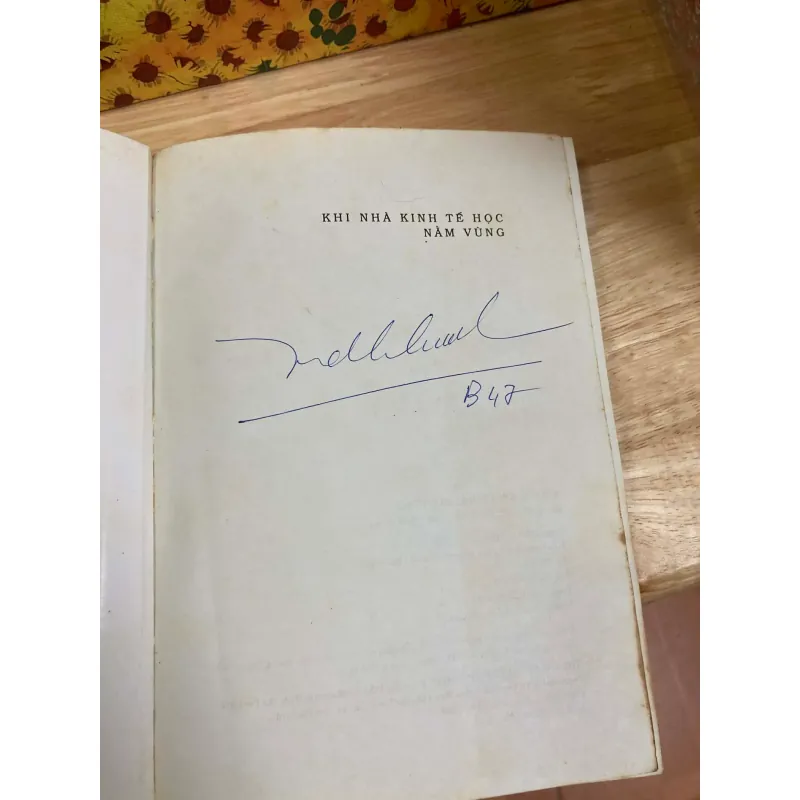 KHI NHÀ KINH TẾ HỌC
NẰM VÙNG
B47